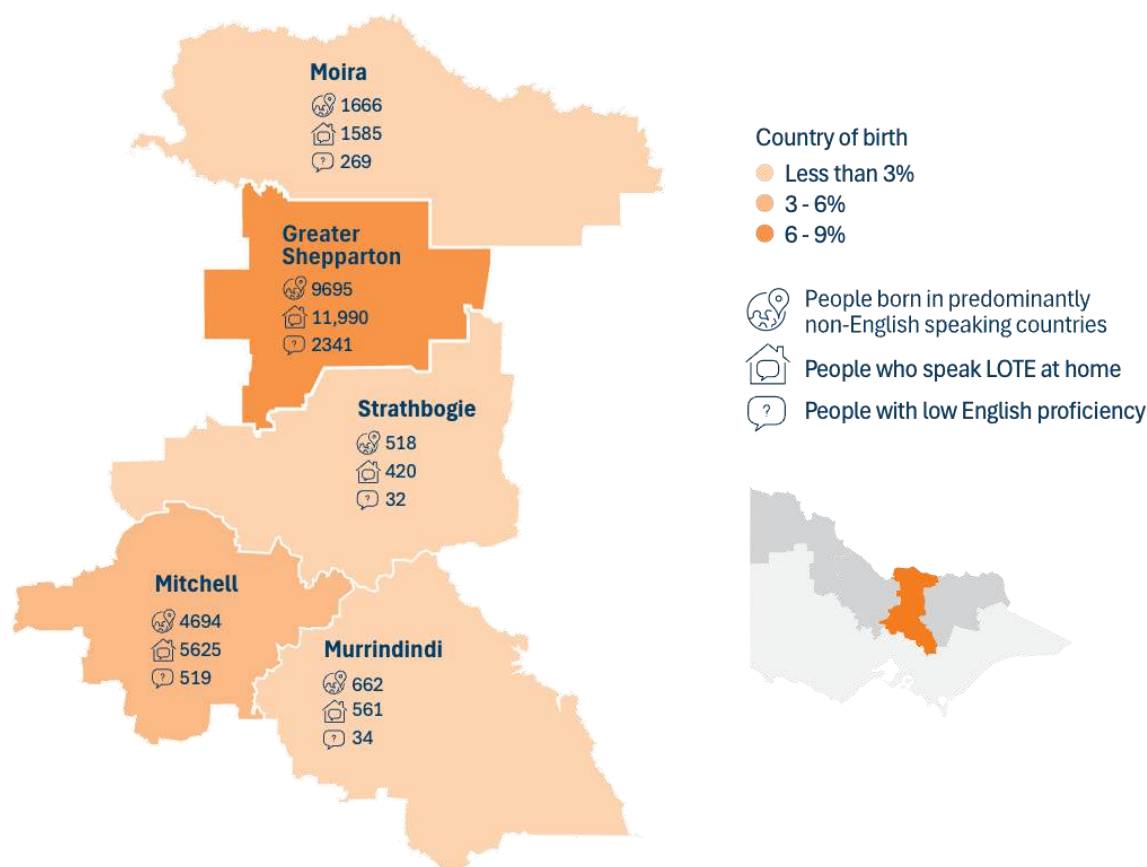 Moira
1666
1585
? 269
Greater
Shepparton
9695
11,990
? 2341
Strathbogie
518
420
? 32
Mitchell
4694
5625
? 519
Murrindindi
662
561
? 34
Country of birth
Less than 3%
3 - 6%
6 - 9%
People born in predominantly
non-English speaking countries
People who speak LOTE at home
? People with low English proficiency